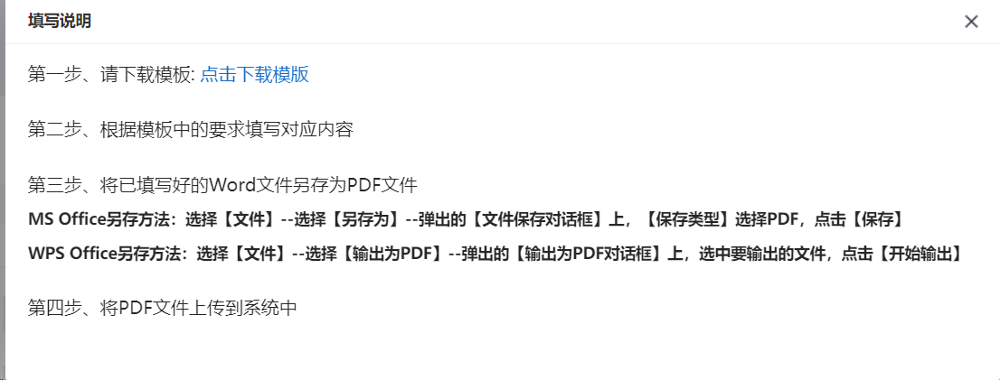 填写说明
第一步、请下载模板: 点击下载模版
第二步、根据模板中的要求填写对应内容
第三步、将已填写好的Word文件另存为PDF文件
MS Office另存方法：选择【文件】--选择【另存为】--弹出的【文件保存对话框】上，【保存类型】选择PDF，点击【保存】
WPS Office另存方法：选择【文件】--选择【输出为PDF】--弹出的【输出为PDF对话框】上，选中要输出的文件，点击【开始输出】
第四步、将PDF文件上传到系统中